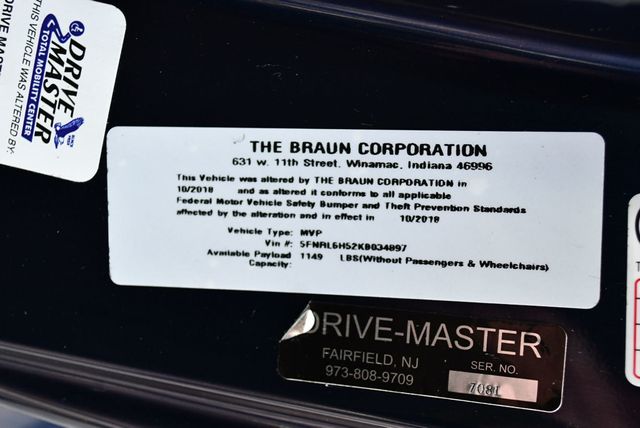 DRIVE MAST
THIS VEHICLE WAS ALTERED BY:
DRIVE
MASTER
TOTAL MOBILITY CENTER
THE BRAUN CORPORATION
631 w. 11th Street, Winamac, Indiana 46996
This Vehicle was altered by THE BRAUN CORPORATION in
10/2018 and as altered it conforms to all applicable
Federal Motor Vehicle Safety Bumper and Theft Prevention Standards
affected by the alteration and in effect in 10/2018
Vehicle Type: MVP
Vin #: 5FNRL6H52KB034897
Available Payload 1149 LBS(Without Passengers & Wheelchairs)
Capacity:
DRIVE-MASTER
FAIRFIELD, NJ
973-808-9709
SER. NO.
7081